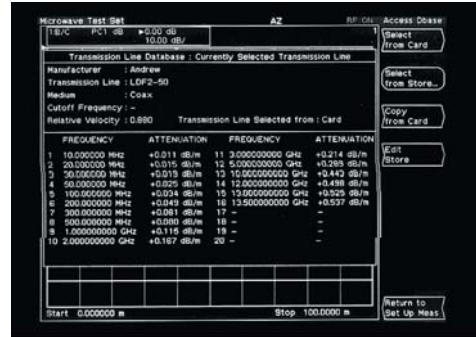 Microwave Test Set AZ RF:ON Access Dbase
1:B/C PC1 dB ►0.00 dB 1
10.00 dB/
Select from Card
Transmission Line Database : Currently Selected Transmission Line
Manufacturer : Andrew
Transmission Line : LDF2-50
Select from Store...
Medium : Coax
Cutoff Frequency : -
Relative Velocity : 0.880 Transmission Line Selected from : Card
Copy from Card
FREQUENCY ATTENUATION FREQUENCY ATTENUATION
Edit Store
1 10.000000 MHz +0.011 dB/m 11 3.000000000 GHz +0.214 dB/m
2 20.000000 MHz +0.015 dB/m 12 5.000000000 GHz +0.285 dB/m
3 30.000000 MHz +0.019 dB/m 13 10.000000000 GHz +0.443 dB/m
4 50.000000 MHz +0.025 dB/m 14 12.000000000 GHz +0.498 dB/m
5 100.000000 MHz +0.034 dB/m 15 13.000000000 GHz +0.525 dB/m
6 200.000000 MHz +0.049 dB/m 16 13.500000000 GHz +0.537 dB/m
7 300.000000 MHz +0.061 dB/m 17 - -
8 500.000000 MHz +0.080 dB/m 18 - -
9 1.000000000 GHz +0.115 dB/m 19 - -
10 2.000000000 GHz +0.167 dB/m 20 - -
Start 0.000000 m Stop 100.0000 m
Return to Set Up Meas